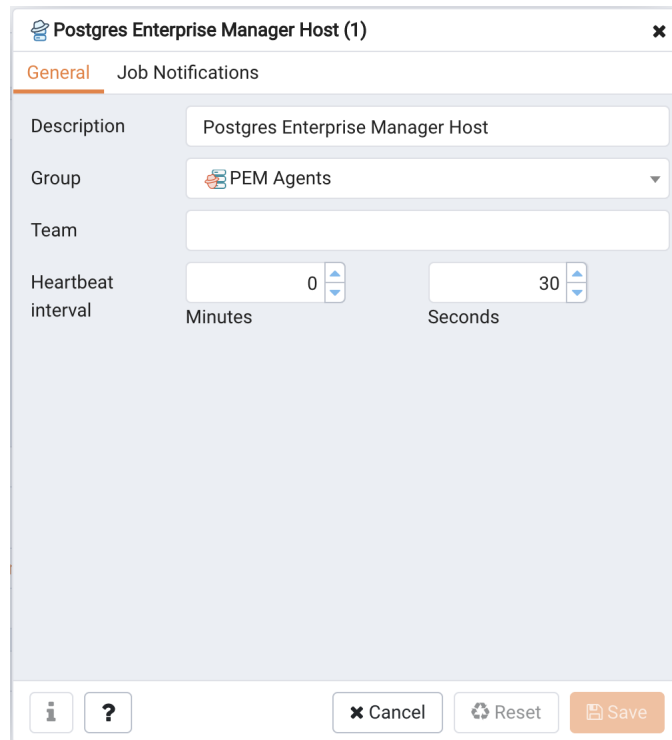 Postgres Enterprise Manager Host (1)
General Job Notifications
Description Postgres Enterprise Manager Host
Group PEM Agents
Team
Heartbeat interval 0 30
Minutes Seconds
i ? Cancel Reset Save